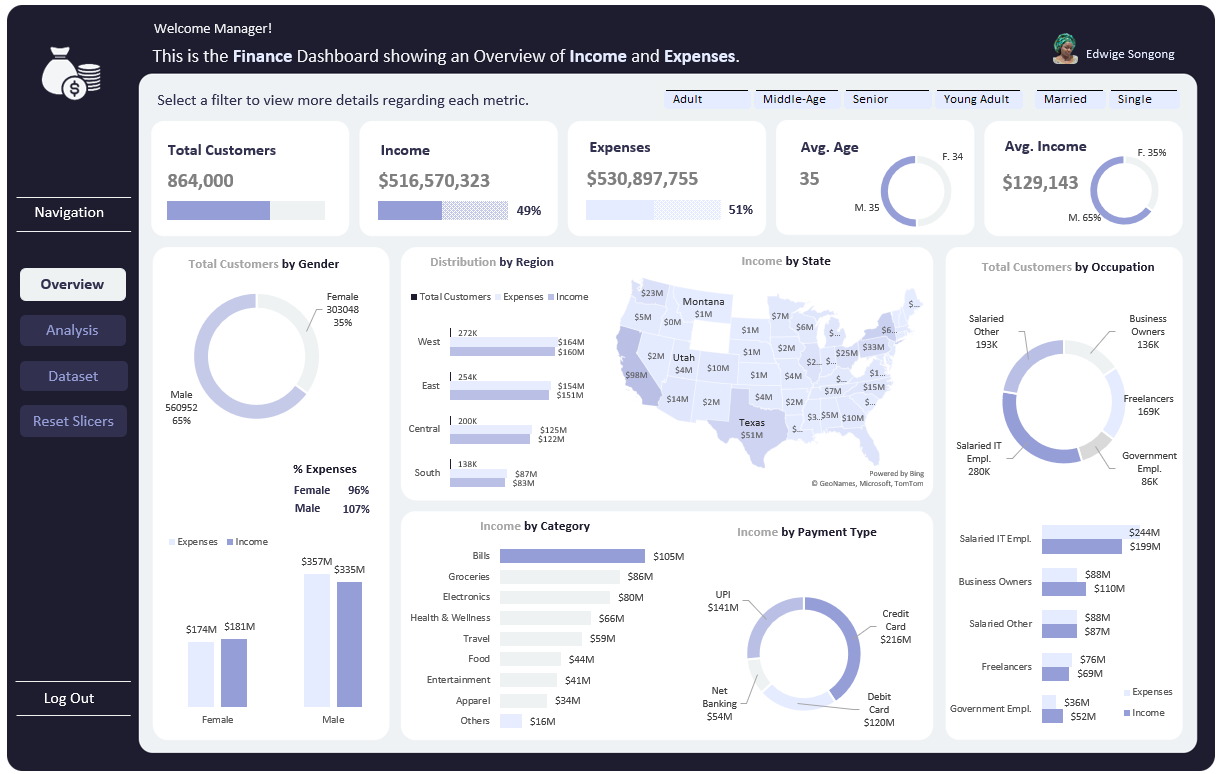 Welcome Manager!
This is the Finance Dashboard showing an Overview of Income and Expenses.
Edwige Songong
Select a filter to view more details regarding each metric.
Adult
Middle-Age
Senior
Young Adult
Married
Single
Navigation
Overview
Analysis
Dataset
Reset Slicers
Log Out
Total Customers
864,000
Income
$516,570,323
49%
Expenses
$530,897,755
51%
Avg. Age
35
F. 34
M. 35
Avg. Income
$129,143
F. 35%
M. 65%
Total Customers by Gender
Female
303048
35%
Male
560952
65%
% Expenses
Female 96%
Male 107%
Expenses Income
$357M
$335M
$174M
$181M
Female
Male
Distribution by Region
Total Customers Expenses Income
West
272K
$164M
$160M
East
254K
$154M
$151M
Central
200K
$125M
$122M
South
138K
$87M
$83M
Income by State
$23M
Montana
$1M
$5M
$0M
$7M
$6M
$1M
$...
$...
$6...
$33M
$98M
$2M
Utah
$4M
$10M
$1M
$2M
$2...
$...
$25M
$1M
$4M
$...
$7M
$1...
$15M
$14M
$2M
$4M
$2M
$...
$3...
$5M
$10M
Texas
$51M
$...
Powered by Bing
© GeoNames, Microsoft, TomTom
Income by Category
Bills $105M
Groceries $86M
Electronics $80M
Health & Wellness $66M
Travel $59M
Food $44M
Entertainment $41M
Apparel $34M
Others $16M
Income by Payment Type
UPI
$141M
Credit
Card
$216M
Net
Banking
$54M
Debit
Card
$120M
Total Customers by Occupation
Salaried
Other
193K
Business
Owners
136K
Freelancers
169K
Salaried IT
Empl.
280K
Government
Empl.
86K
Salaried IT Empl.
$244M
$199M
Business Owners
$88M
$110M
Salaried Other
$88M
$87M
Freelancers
$76M
$69M
Government Empl.
$36M
$52M
Expenses
Income